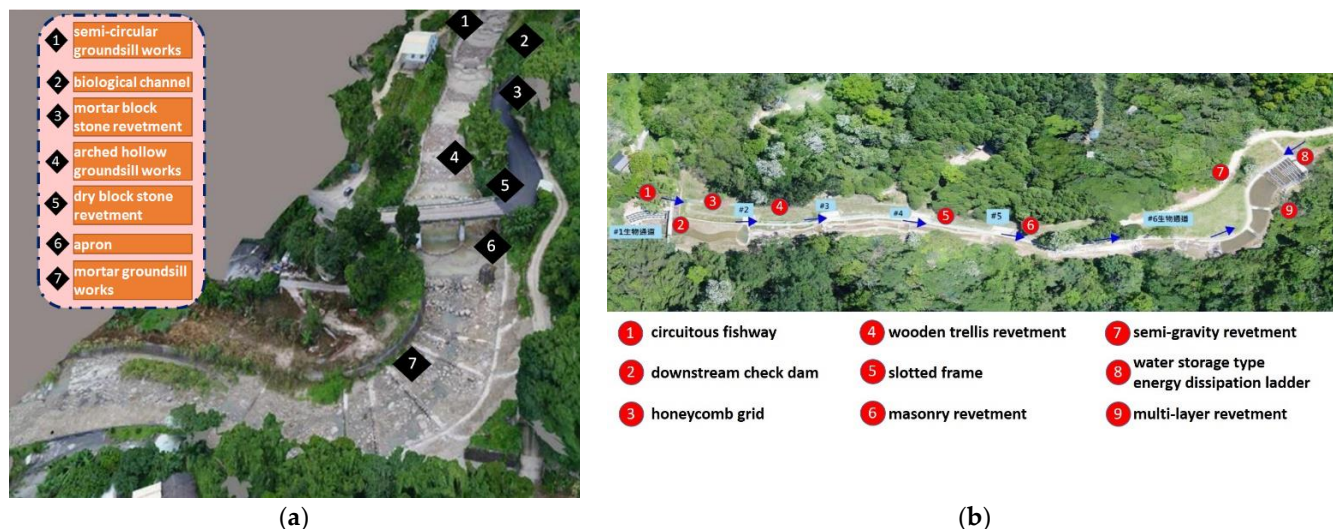 1 semi-circular
groundsill works
2 biological channel
3 mortar block
stone revetment
4 arched hollow
groundsill works
5 dry block stone
revetment
6 apron
7 mortar groundsill
works
1
2
3
4
5
6
7
(a)
1
2
3
4
5
6
7
8
9
#1生物通道
#2
#3
#4
#5
#6生物通道
1 circuitous fishway
2 downstream check dam
3 honeycomb grid
4 wooden trellis revetment
5 slotted frame
6 masonry revetment
7 semi-gravity revetment
8 water storage type
energy dissipation ladder
9 multi-layer revetment
(b)